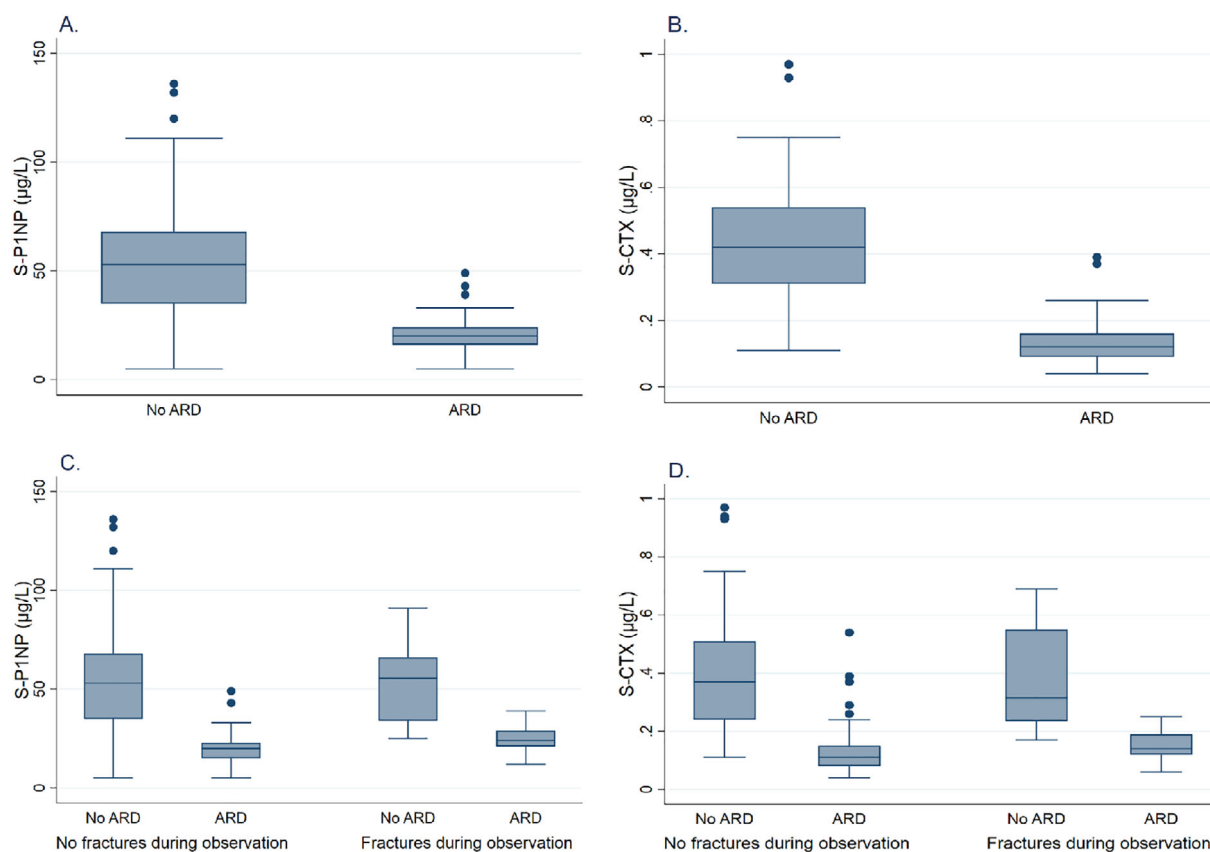 A.
S-P1NP (µg/L)
150
100
50
0
No ARD
ARD
B.
S-CTX (µg/L)
1
.8
.6
.4
.2
0
No ARD
ARD
C.
S-P1NP (µg/L)
150
100
50
0
No ARD
ARD
No ARD
ARD
No fractures during observation
Fractures during observation
D.
S-CTX (µg/L)
1
.8
.6
.4
.2
0
No ARD
ARD
No ARD
ARD
No fractures during observation
Fractures during observation